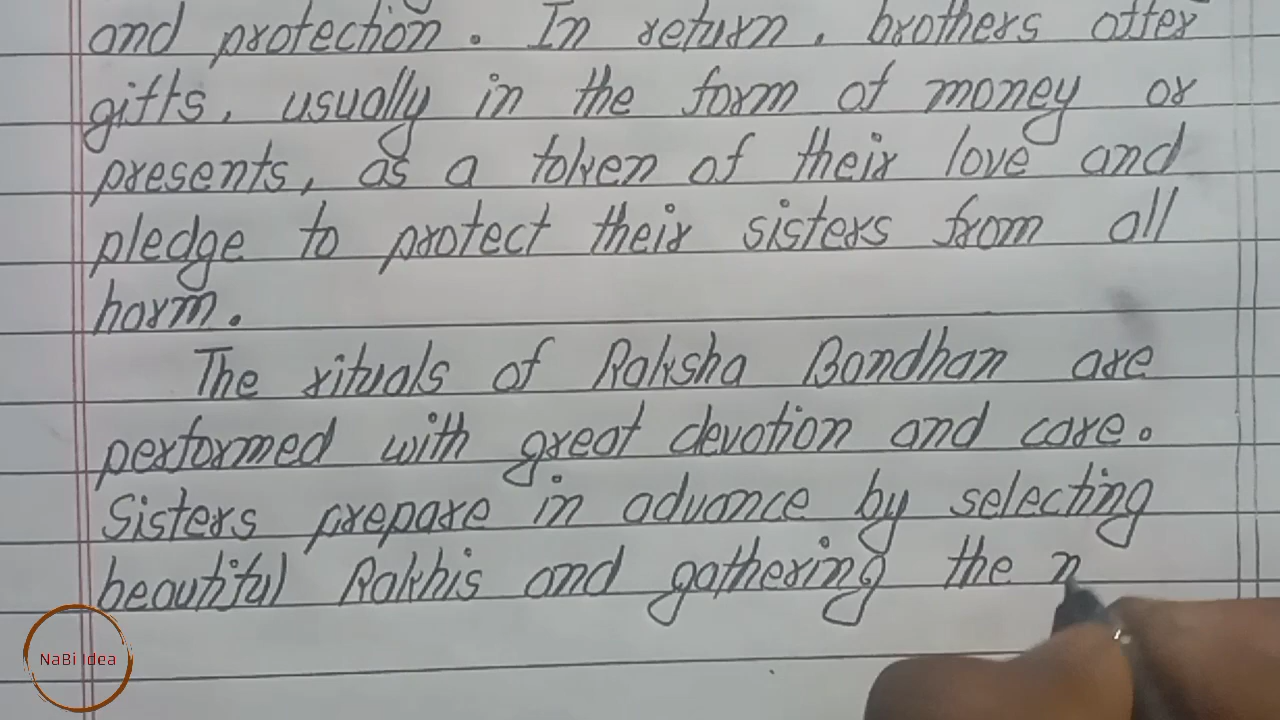 and protection. In return, brothers offer
gifts, usually in the form of money or
presents, as a token of their love and
pledge to protect their sisters from all
harm.
The rituals of Raksha Bandhan are
performed with great devotion and care.
Sisters prepare in advance by selecting
beautiful Rakhis and gathering the n
NaBi Idea